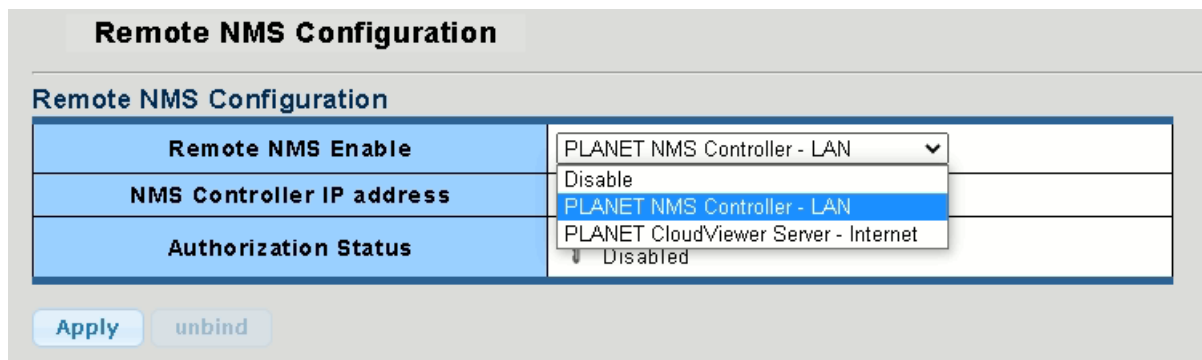 Remote NMS Configuration
Remote NMS Configuration
Remote NMS Enable
PLANET NMS Controller - LAN
Disable
PLANET NMS Controller - LAN
PLANET CloudViewer Server - Internet
NMS Controller IP address
Authorization Status
Disabled
Apply
unbind